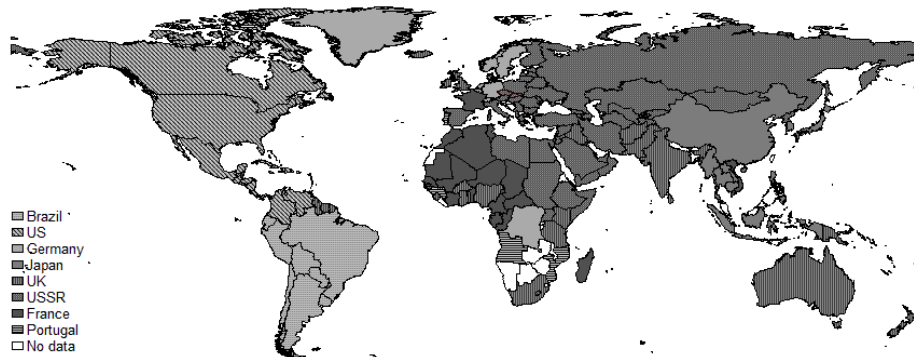 Brazil
US
Germany
Japan
UK
USSR
France
Portugal
No data